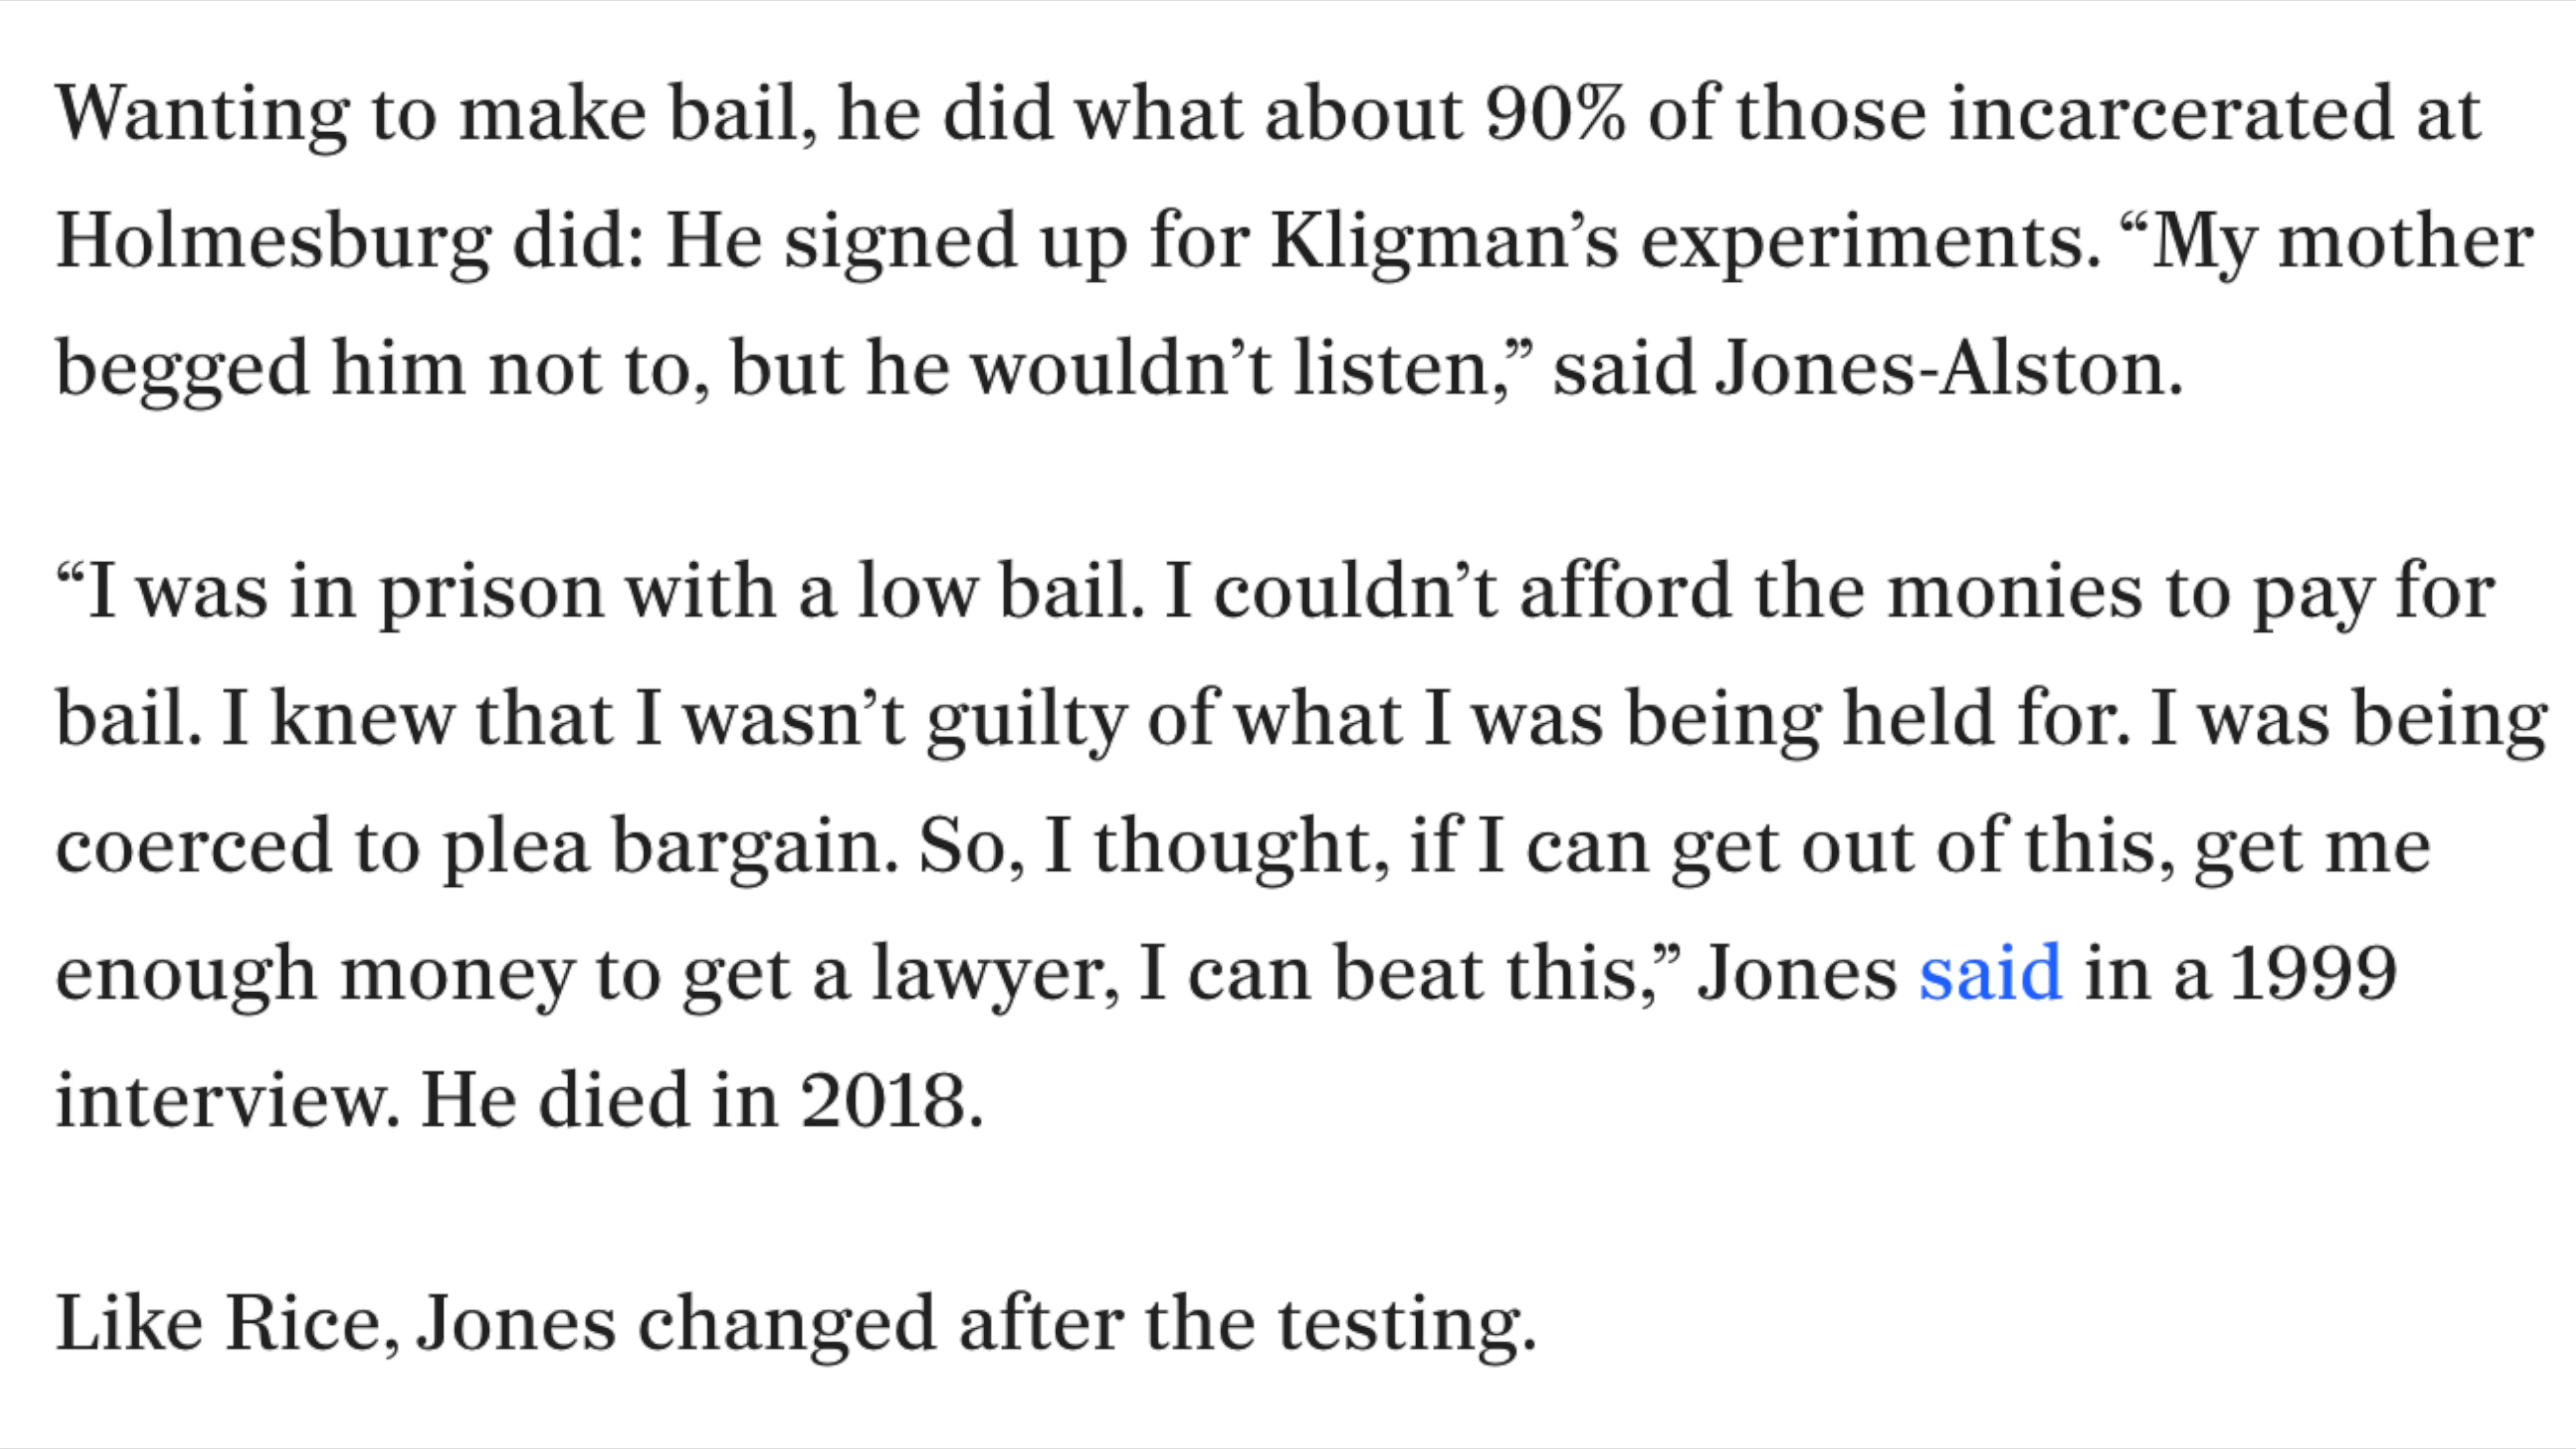 Wanting to make bail, he did what about 90% of those incarcerated at
Holmesburg did: He signed up for Kligman’s experiments. “My mother
begged him not to, but he wouldn’t listen,” said Jones-Alston.
“I was in prison with a low bail. I couldn’t afford the monies to pay for
bail. I knew that I wasn’t guilty of what I was being held for. I was being
coerced to plea bargain. So, I thought, if I can get out of this, get me
enough money to get a lawyer, I can beat this,” Jones said in a 1999
interview. He died in 2018.
Like Rice, Jones changed after the testing.